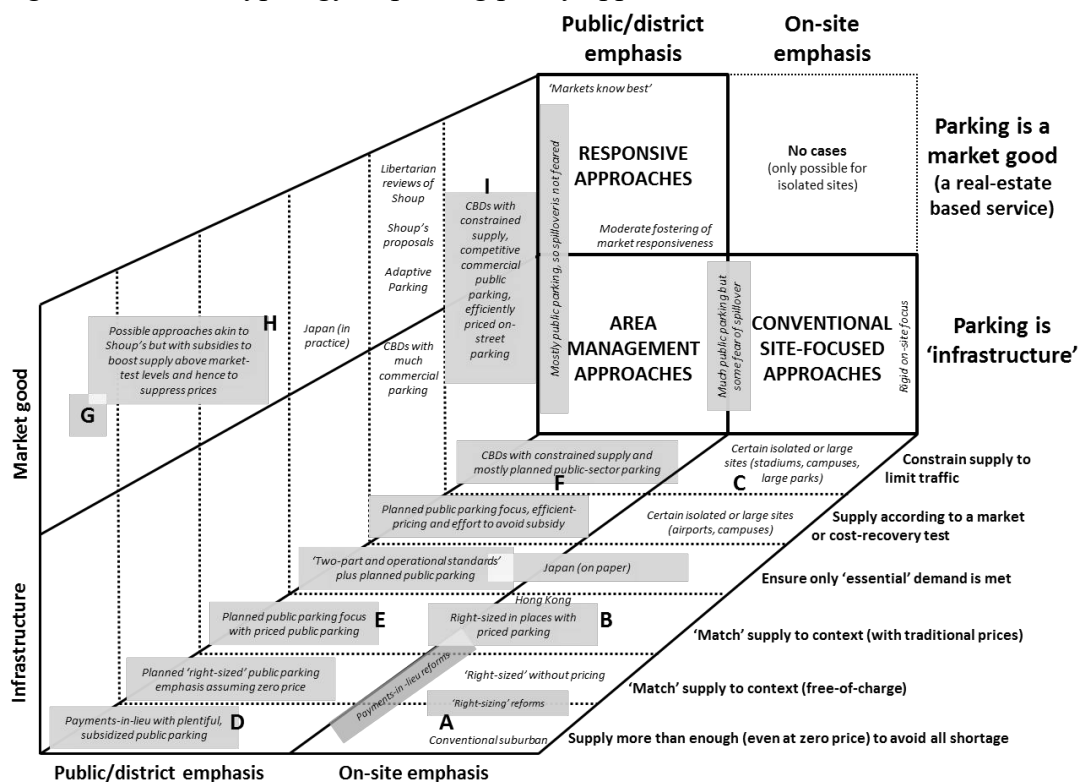 Public/district
emphasis
On-site
emphasis
'Markets know best'
RESPONSIVE
APPROACHES
Moderate fostering of
market responsiveness
Mostly public parking, so spillover is not feared
No cases
(only possible for
isolated sites)
Parking is a
market good
(a real-estate
based service)
AREA
MANAGEMENT
APPROACHES
Much public parking but
some fear of spillover
CONVENTIONAL
SITE-FOCUSED
APPROACHES
Rigid on-site focus
Parking is
'infrastructure'
Libertarian
reviews of
Shoup
Shoup's
proposals
Adaptive
Parking
I
CBDs with
constrained
supply,
competitive
commercial
public
parking,
efficiently
priced on-
street
parking
Market good
Possible approaches akin to
Shoup's but with subsidies to
boost supply above market-
test levels and hence to
suppress prices
H
G
Japan (in
practice)
CBDs with
much
commercial
parking
Infrastructure
CBDs with constrained supply and
mostly planned public-sector parking
F
Certain isolated or large
sites (stadiums, campuses,
large parks)
C
Constrain supply to
limit traffic
Planned public parking focus, efficient-
pricing and effort to avoid subsidy
Certain isolated or large sites
(airports, campuses)
Supply according to a market
or cost-recovery test
'Two-part and operational standards'
plus planned public parking
Japan (on paper)
Ensure only 'essential' demand is met
Planned public parking focus
with priced public parking
E
Hong Kong
Right-sized in places with
priced parking
B
'Match' supply to context (with traditional prices)
Planned 'right-sized' public parking
emphasis assuming zero price
Payments-in -lieu reforms
'Right-sized' without pricing
'Match' supply to context (free-of-charge)
Payments-in-lieu with plentiful,
subsidized public parking
D
'Right-sizing' reforms
A
Conventional suburban
Supply more than enough (even at zero price) to avoid all shortage
Public/district emphasis
On-site emphasis